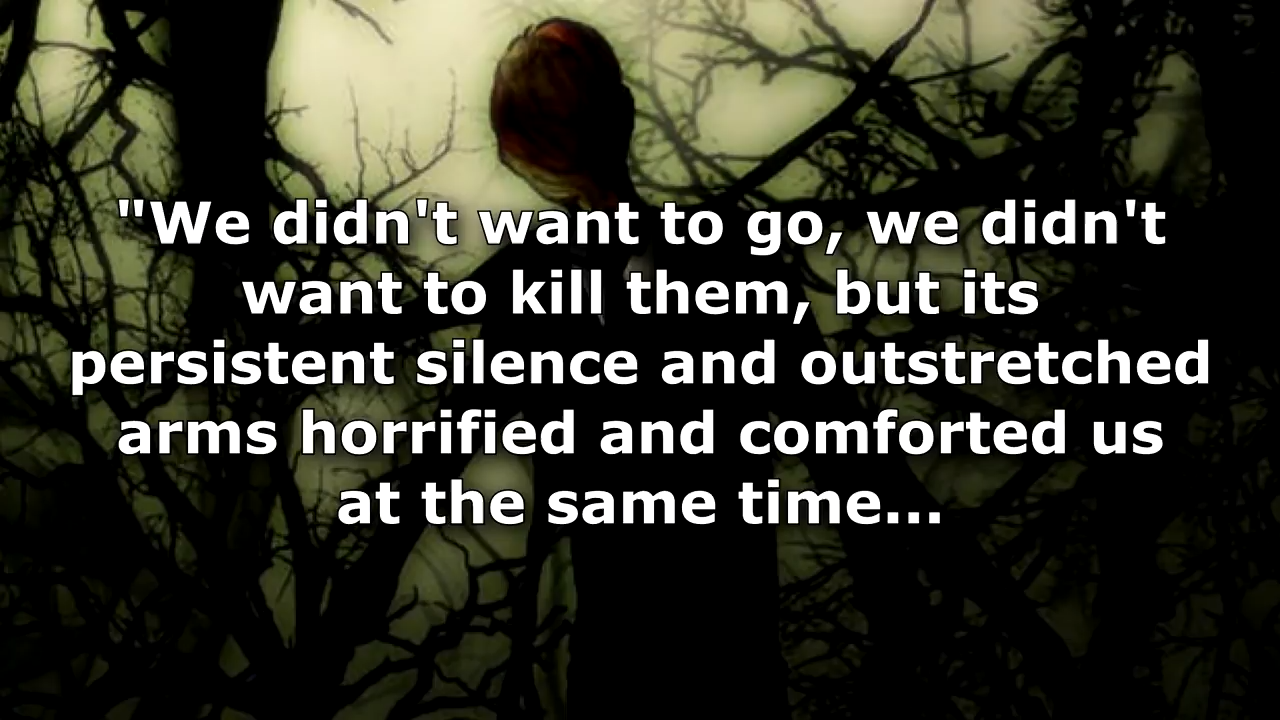 "We didn't want to go, we didn't
want to kill them, but its
persistent silence and outstretched
arms horrified and comforted us
at the same time...